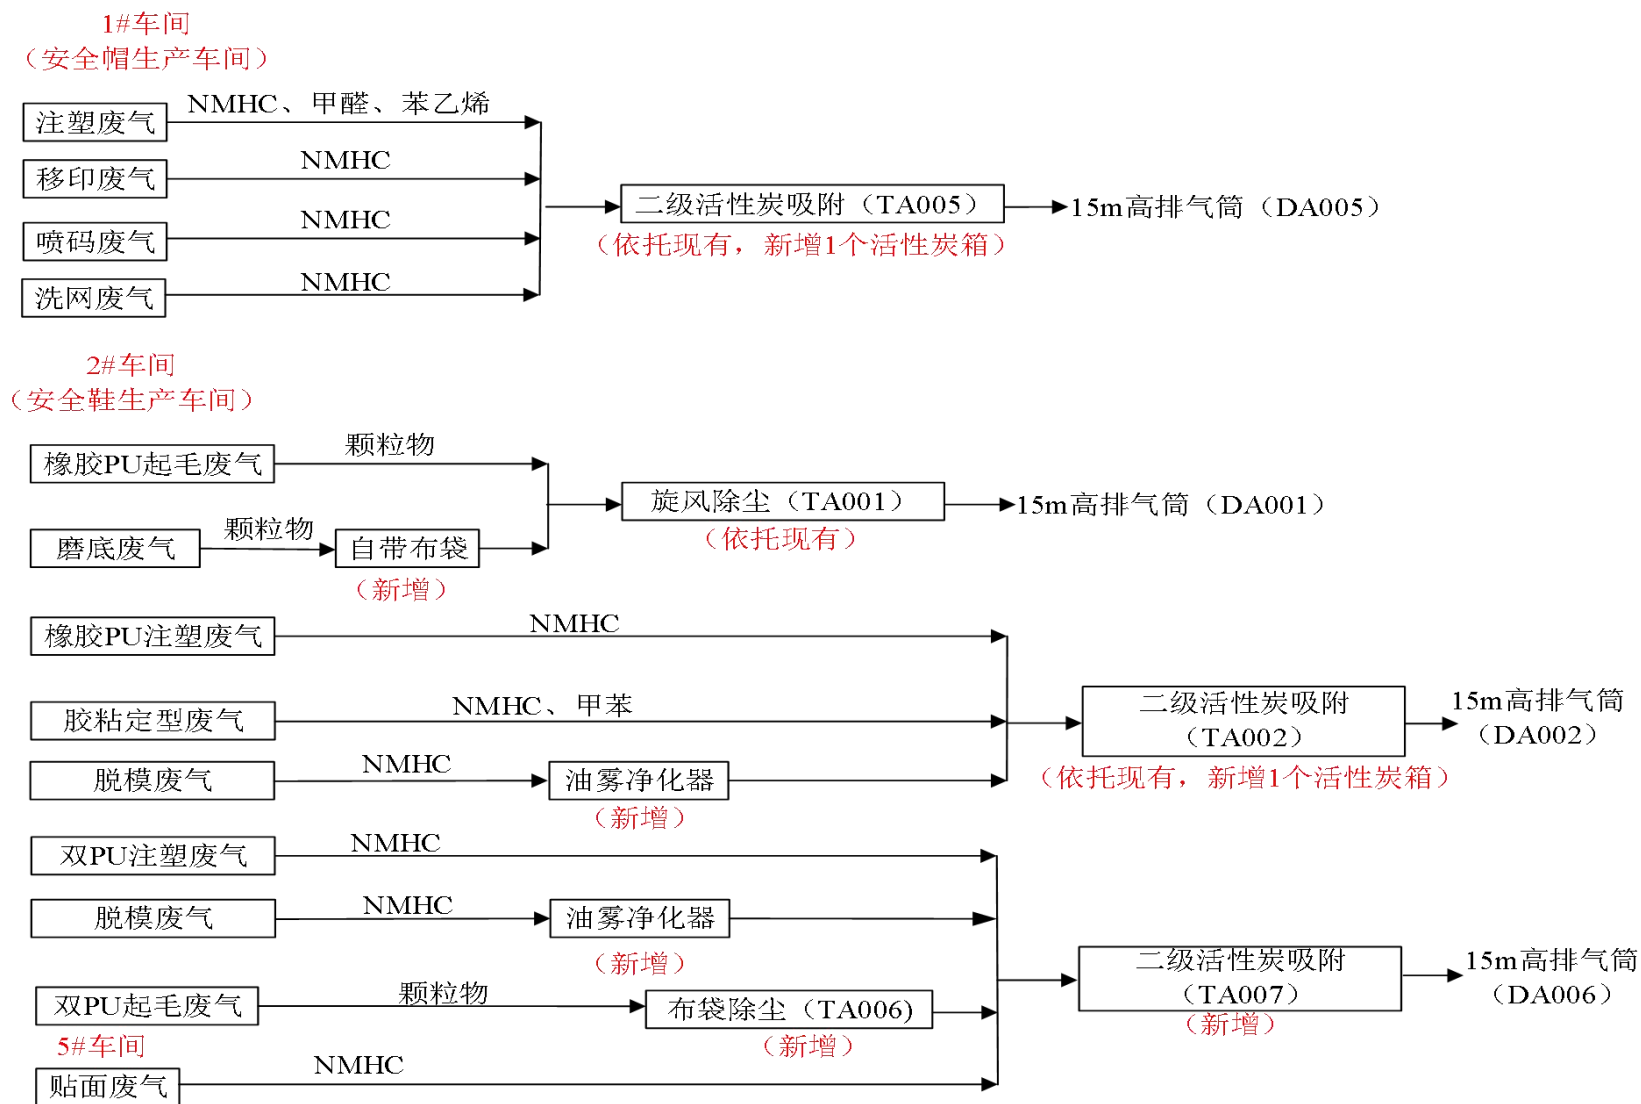 1#车间
（安全帽生产车间）
注塑废气
NMHC、甲醛、苯乙烯
移印废气
NMHC
喷码废气
NMHC
洗网废气
NMHC
二级活性炭吸附（TA005）
（依托现有，新增1个活性炭箱）
15m高排气筒（DA005）
2#车间
（安全鞋生产车间）
橡胶PU起毛废气
颗粒物
磨底废气
颗粒物
自带布袋
（新增）
旋风除尘（TA001）
（依托现有）
15m高排气筒（DA001）
橡胶PU注塑废气
NMHC
胶粘定型废气
NMHC、甲苯
脱模废气
NMHC
油雾净化器
（新增）
二级活性炭吸附
（TA002）
（依托现有，新增1个活性炭箱）
15m高排气筒
（DA002）
双PU注塑废气
NMHC
脱模废气
NMHC
油雾净化器
（新增）
双PU起毛废气
颗粒物
布袋除尘（TA006)
（新增）
5#车间
贴面废气
NMHC
二级活性炭吸附
（TA007）
（新增）
15m高排气筒
（DA006）